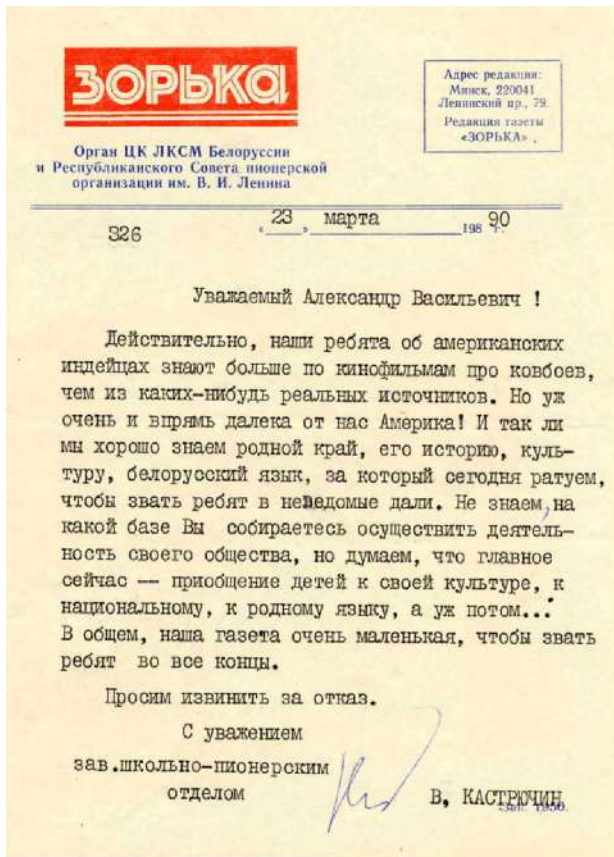 ЗОРЬКА
Орган ЦК ЛКСМ Белоруссии
и Республиканского Совета пионерской
организации им. В. И. Ленина
Адрес редакции:
Минск, 220041
Ленинский пр., 79.
Редакция газеты
«ЗОРЬКА» .
326
« 23 » марта 198 90 г.
Уважаемый Александр Васильевич !
Действительно, наши ребята об американских
индейцах знают больше по кинофильмам про ковбоев,
чем из каких-нибудь реальных источников. Но уж
очень и впрямь далека от нас Америка! И так ли
мы хорошо знаем родной край, его историю, куль-
туру, белорусский язык, за который сегодня ратуем,
чтобы звать ребят в неведомые дали. Не знаем, на
какой базе Вы собираетесь осуществить деятель-
ность своего общества, но думаем, что главное
сейчас — приобщение детей к своей культуре, к
национальному, к родному языку, а уж потом...
В общем, наша газета очень маленькая, чтобы звать
ребят во все концы.
Просим извинить за отказ.
С уважением
зав.школьно-пионерским
отделом
В. КАСТРЮЧИН